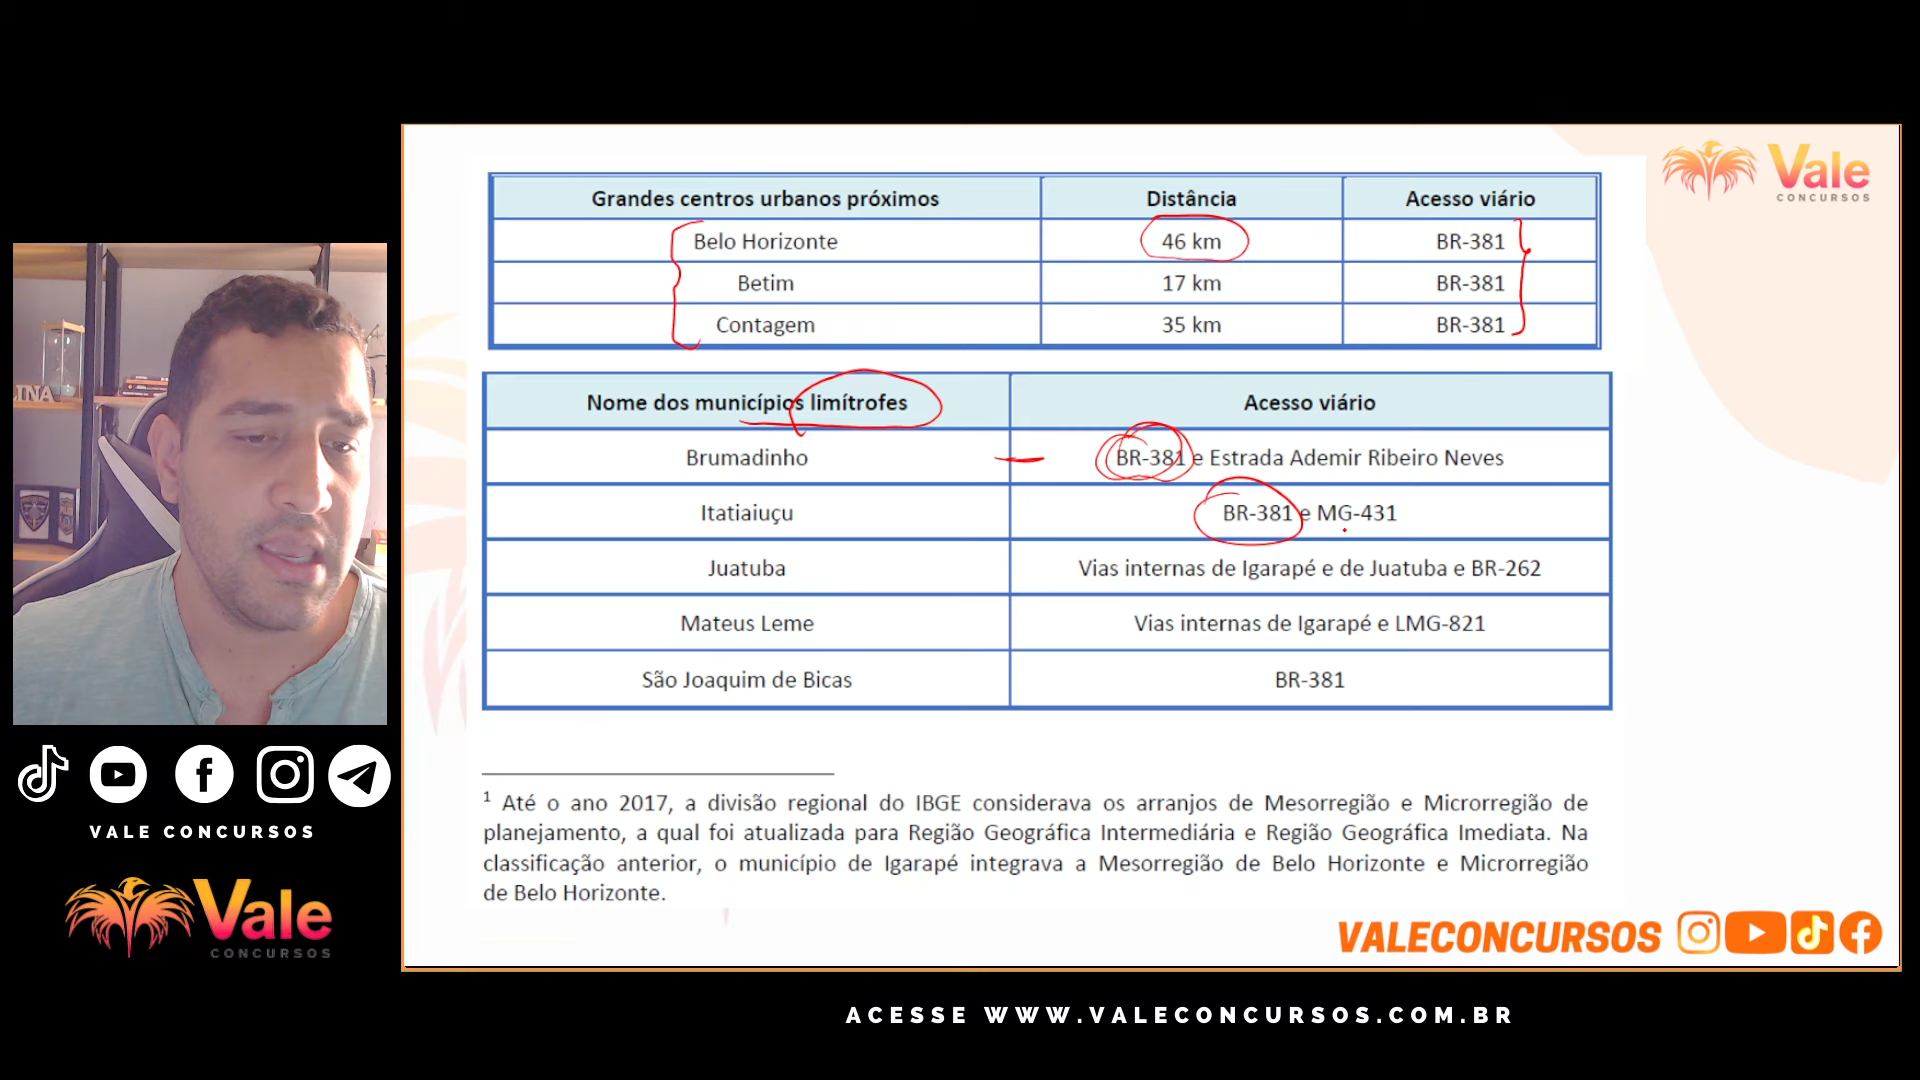 Vale
CONCURSOS
Grandes centros urbanos próximos Distância Acesso viário
Belo Horizonte 46 km BR-381
Betim 17 km BR-381
Contagem 35 km BR-381
Nome dos municípios limítrofes Acesso viário
Brumadinho BR-381 e Estrada Ademir Ribeiro Neves
Itatiaiuçu BR-381 e MG-431
Juatuba Vias internas de Igarapé e de Juatuba e BR-262
Mateus Leme Vias internas de Igarapé e LMG-821
São Joaquim de Bicas BR-381
1 Até o ano 2017, a divisão regional do IBGE considerava os arranjos de Mesorregião e Microrregião de
planejamento, a qual foi atualizada para Região Geográfica Intermediária e Região Geográfica Imediata. Na
classificação anterior, o município de Igarapé integrava a Mesorregião de Belo Horizonte e Microrregião
de Belo Horizonte.
VALECONCURSOS
INA
VALE CONCURSOS
Vale
CONCURSOS
ACESSE WWW.VALECONCURSOS.COM.BR